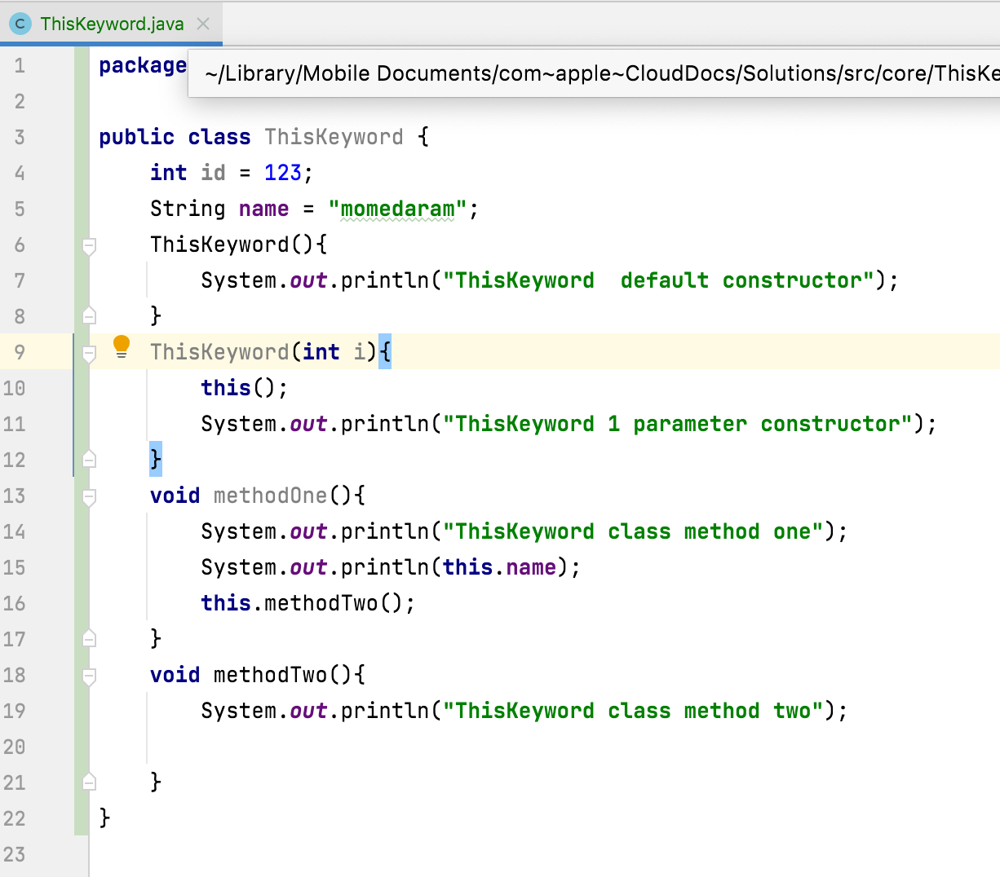 C ThisKeyword.java
1 package
~/Library/Mobile Documents/com~apple~CloudDocs/Solutions/src/core/ThisKe
2
3 public class ThisKeyword {
4 int id = 123;
5 String name = "momedaram";
6 ThisKeyword(){
7 System.out.println("ThisKeyword  default constructor");
8 }
9 ThisKeyword(int i){
10 this();
11 System.out.println("ThisKeyword 1 parameter constructor");
12 }
13 void methodOne(){
14 System.out.println("ThisKeyword class method one");
15 System.out.println(this.name);
16 this.methodTwo();
17 }
18 void methodTwo(){
19 System.out.println("ThisKeyword class method two");
20
21 }
22 }
23